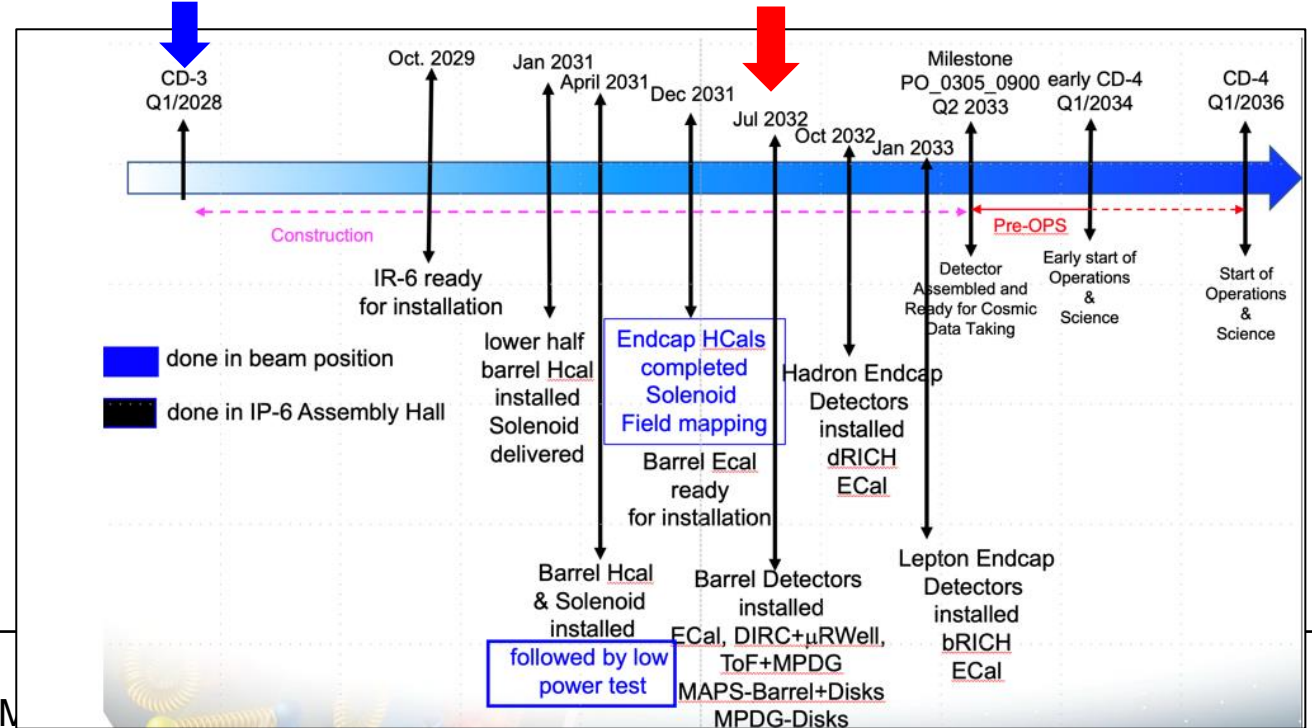 CD-3
Q1/2028
Oct. 2029
Jan 2031
April 2031
Dec 2031
Jul 2032
Oct 2032
Jan 2033
Milestone
PO_0305_0900
Q2 2033
early CD-4
Q1/2034
CD-4
Q1/2036
Construction
Pre-OPS
IR-6 ready
for installation
lower half
barrel Hcal
installed
Solenoid
delivered
Endcap HCals
completed
Solenoid
Field mapping
Barrel Ecal
ready
for installation
Hadron Endcap
Detectors
installed
dRICH
ECal
Detector
Assembled and
Ready for Cosmic
Data Taking
Early start of
Operations
&
Science
Start of
Operations
&
Science
done in beam position
done in IP-6 Assembly Hall
Barrel Hcal
& Solenoid
installed
followed by low
power test
Barrel Detectors
installed
ECal, DIRC+μRWell,
ToF+MPDG
MAPS-Barrel+Disks
MPDG-Disks
Lepton Endcap
Detectors
installed
bRICH
ECal
M